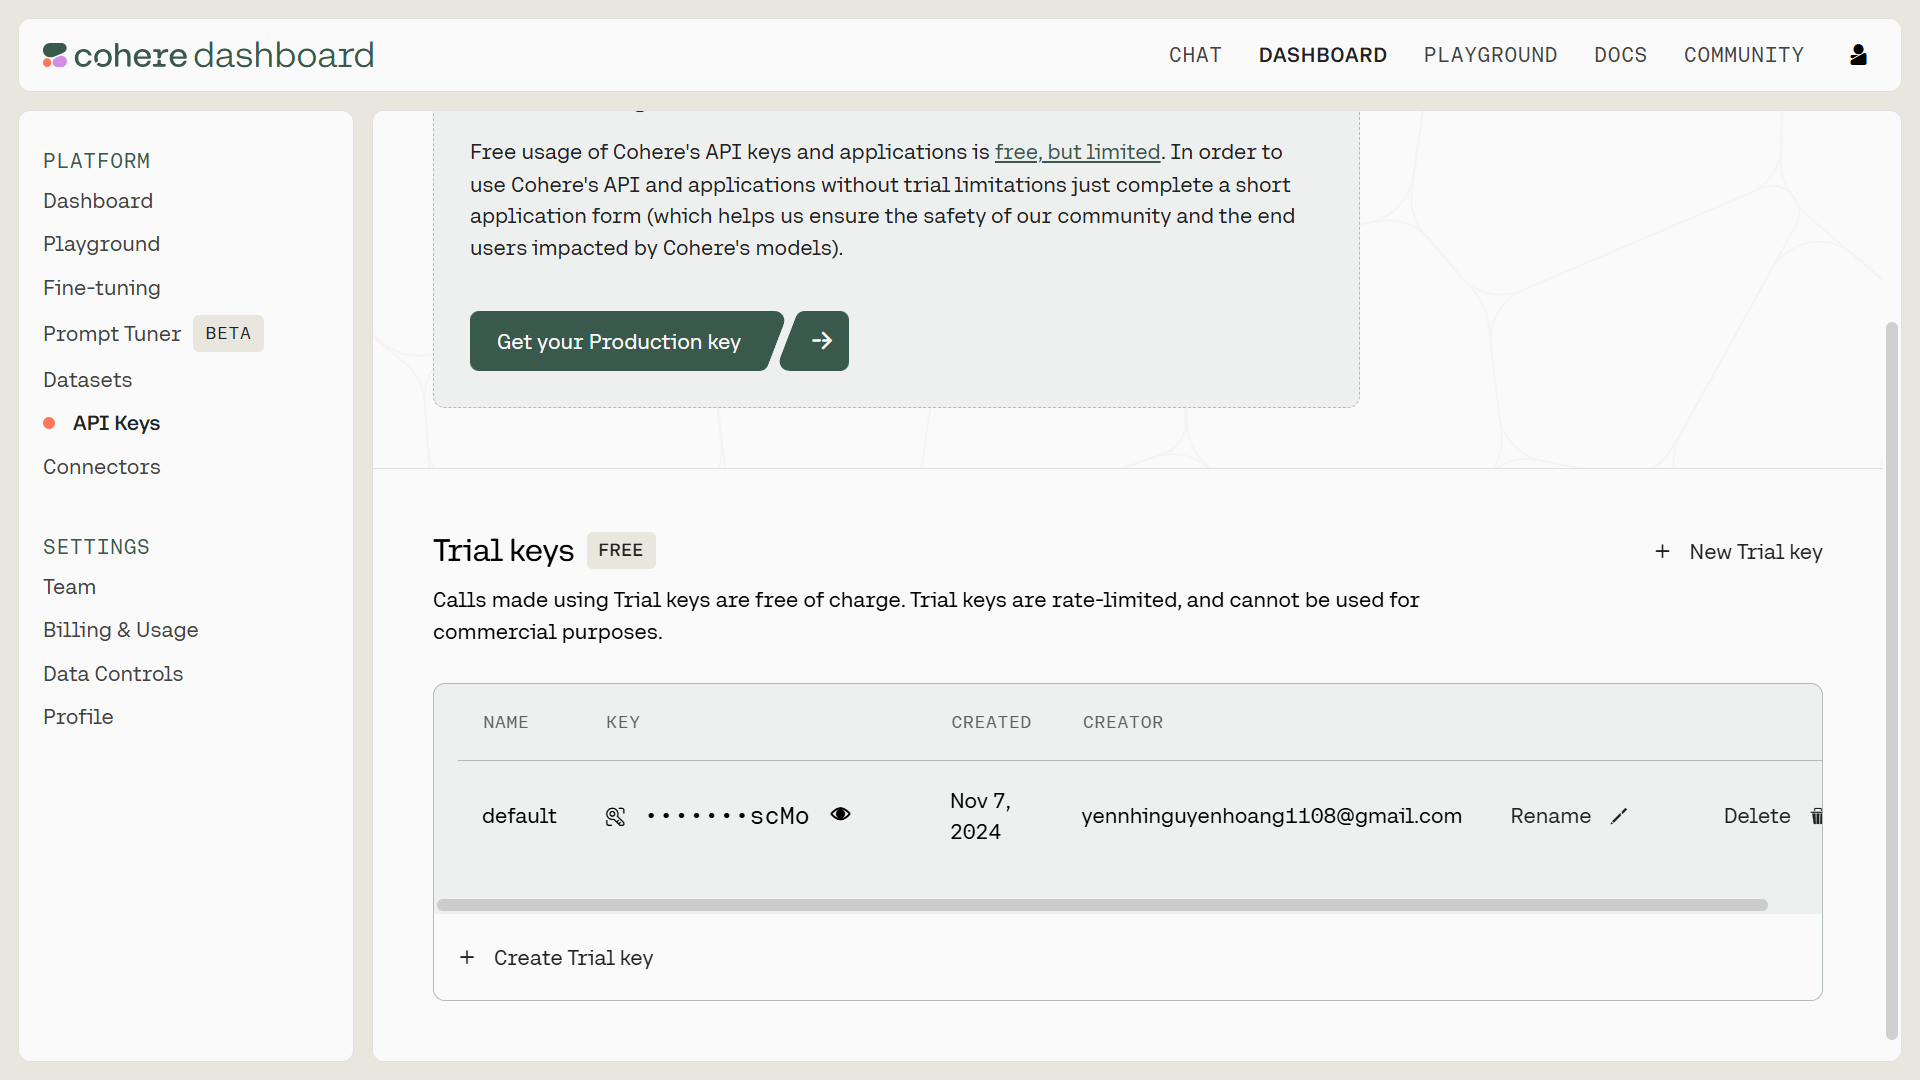 cohere dashboard
CHAT
DASHBOARD
PLAYGROUND
DOCS
COMMUNITY
PLATFORM
Dashboard
Playground
Fine-tuning
Prompt Tuner BETA
Datasets
API Keys
Connectors
SETTINGS
Team
Billing & Usage
Data Controls
Profile
Free usage of Cohere's API keys and applications is free, but limited. In order to
use Cohere's API and applications without trial limitations just complete a short
application form (which helps us ensure the safety of our community and the end
users impacted by Cohere's models).
Get your Production key
Trial keys FREE
+ New Trial key
Calls made using Trial keys are free of charge. Trial keys are rate-limited, and cannot be used for
commercial purposes.
NAME KEY CREATED CREATOR
default •••••••scMo Nov 7, 2024 yennhinguyenhoang1108@gmail.com Rename Delete
+ Create Trial key